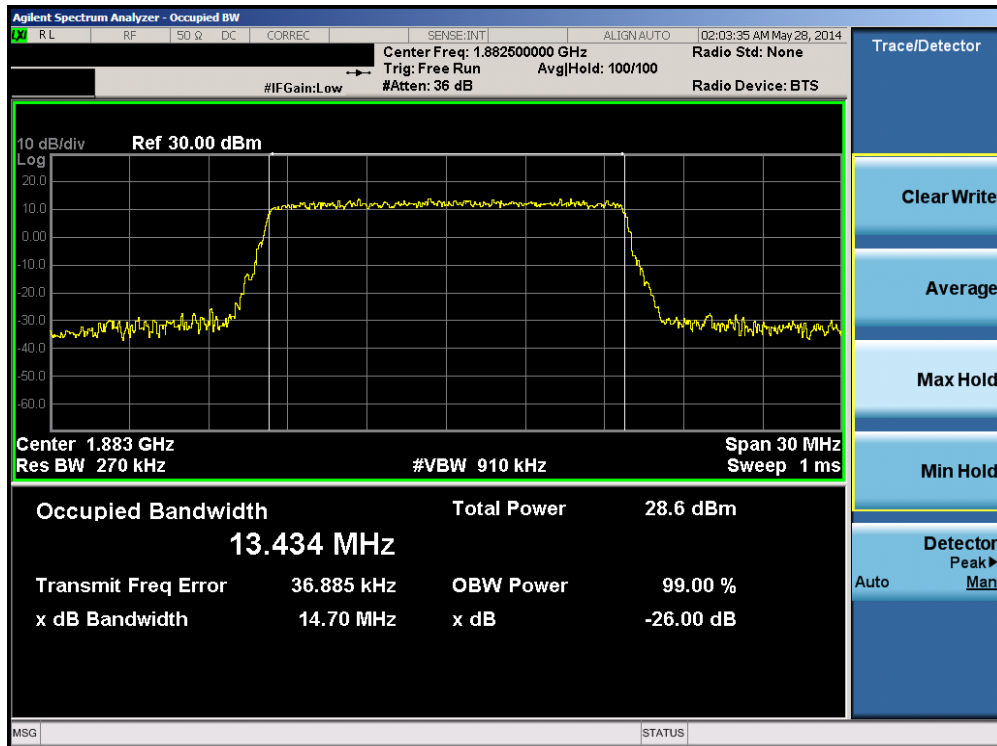 Agilent Spectrum Analyzer - Occupied BW
LXI RL RF 50 Ω DC CORREC SENSE:INT ALIGN AUTO 02:03:35 AM May 28, 2014
Center Freq: 1.882500000 GHz Radio Std: None
Trig: Free Run Avg|Hold: 100/100
#IFGain:Low #Atten: 36 dB Radio Device: BTS
Trace/Detector
10 dB/div Ref 30.00 dBm
Log
20.0
10.0
0.00
-10.0
-20.0
-30.0
-40.0
-50.0
-60.0
Center 1.883 GHz Span 30 MHz
Res BW 270 kHz #VBW 910 kHz Sweep 1 ms
Occupied Bandwidth Total Power 28.6 dBm
13.434 MHz
Transmit Freq Error 36.885 kHz OBW Power 99.00 %
x dB Bandwidth 14.70 MHz x dB -26.00 dB
Clear Write
Average
Max Hold
Min Hold
Detector
Peak▶
Auto Man
MSG STATUS